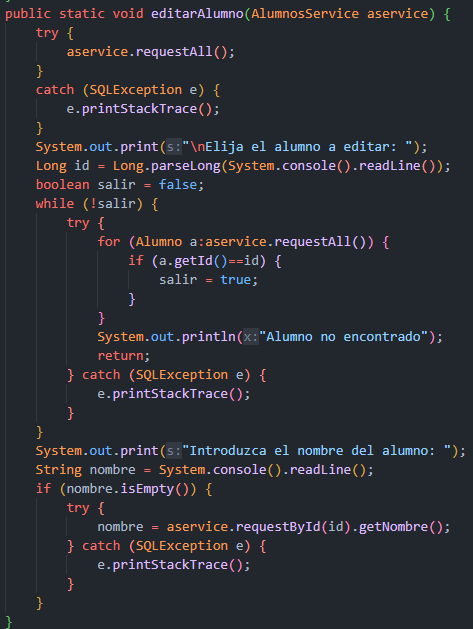 public static void editarAlumno(AlumnosService aservice) {
    try {
        aservice.requestAll();
    }
    catch (SQLException e) {
        e.printStackTrace();
    }
    System.out.print(s:"\nElija el alumno a editar: ");
    Long id = Long.parseLong(System.console().readLine());
    boolean salir = false;
    while (!salir) {
        try {
            for (Alumno a:aservice.requestAll()) {
                if (a.getId()==id) {
                    salir = true;
                }
            }
            System.out.println(x:"Alumno no encontrado");
            return;
        } catch (SQLException e) {
            e.printStackTrace();
        }
    }
    System.out.print(s:"Introduzca el nombre del alumno: ");
    String nombre = System.console().readLine();
    if (nombre.isEmpty()) {
        try {
            nombre = aservice.requestById(id).getNombre();
        } catch (SQLException e) {
            e.printStackTrace();
        }
    }
}